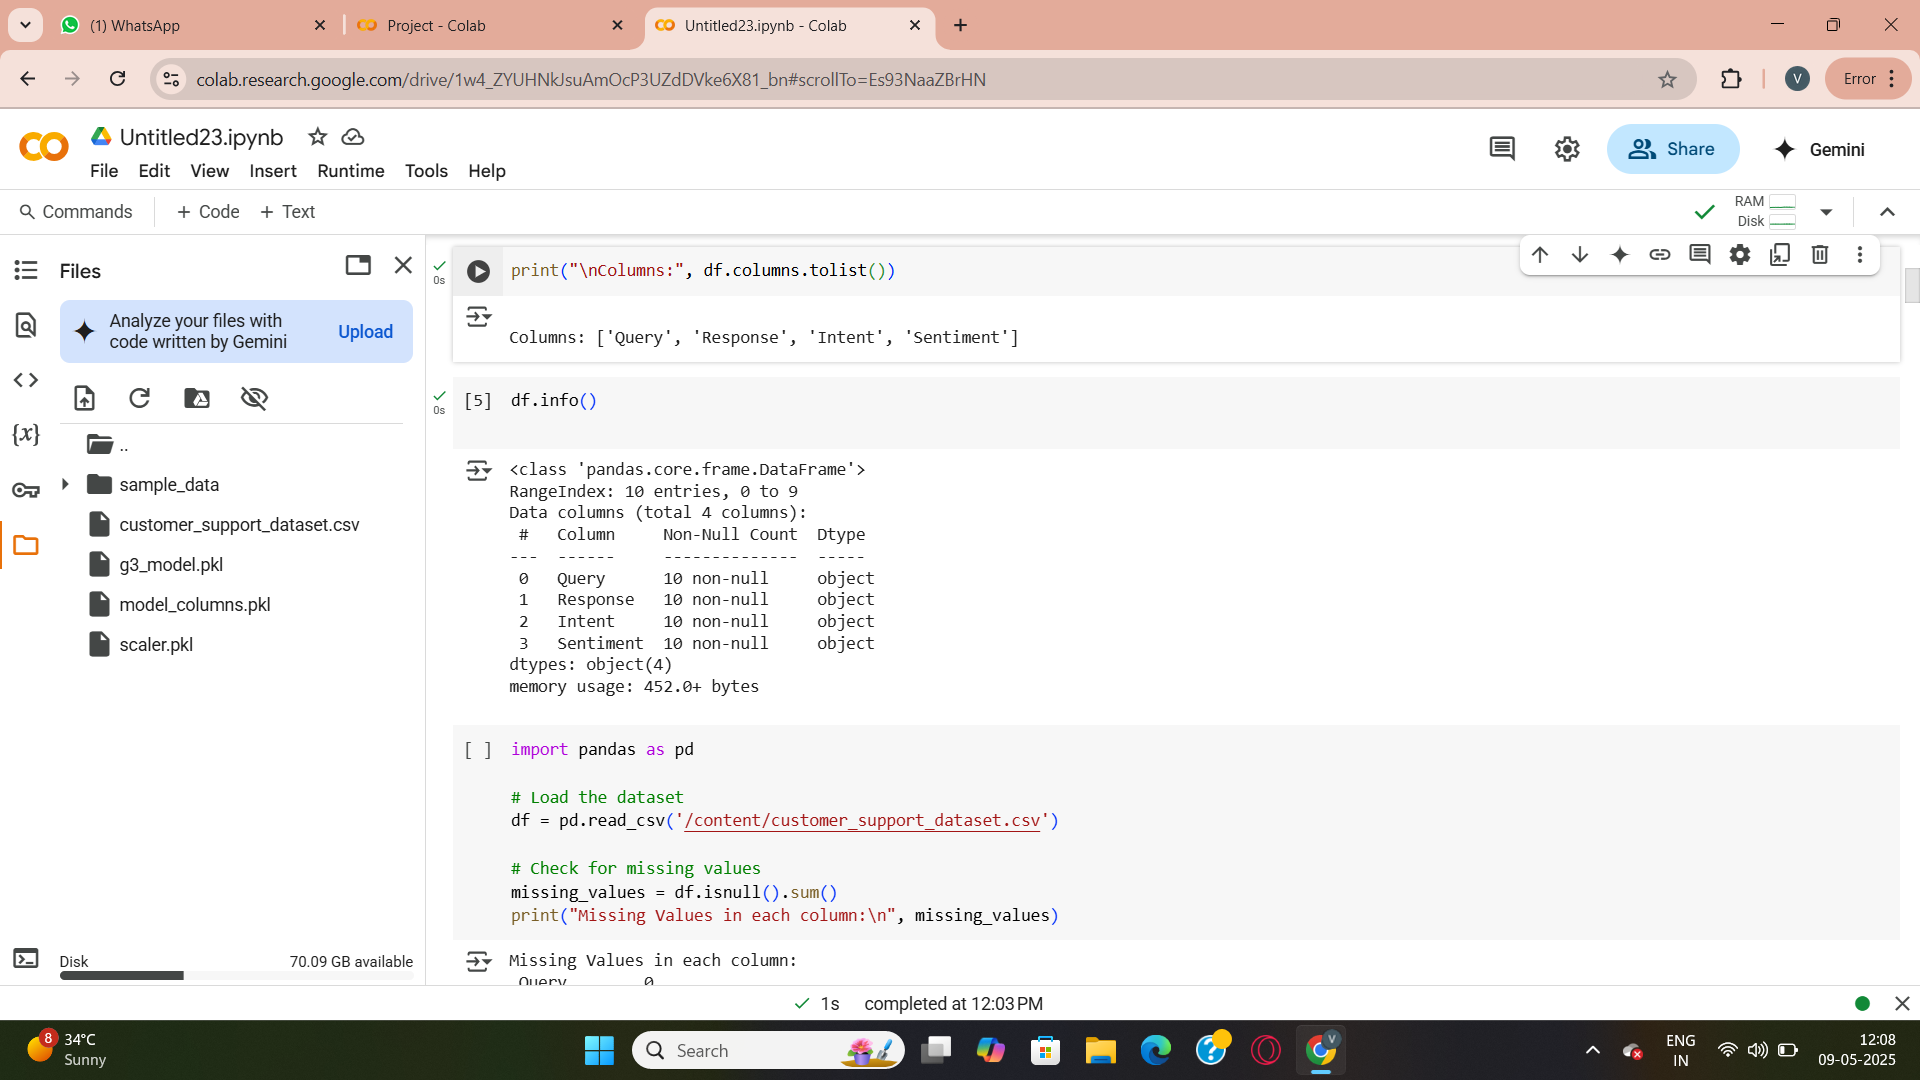 (1) WhatsApp
Project - Colab
Untitled23.ipynb - Colab
colab.research.google.com/drive/1w4_ZYUHNkJsuAmOcP3UZdDVke6X81_bn#scrollTo=Es93NaaZBrHN
V
Error
Untitled23.ipynb
File Edit View Insert Runtime Tools Help
Share
Gemini
Commands
+ Code + Text
RAM
Disk
Files
Analyze your files with
code written by Gemini
Upload
..
sample_data
customer_support_dataset.csv
g3_model.pkl
model_columns.pkl
scaler.pkl
Disk 70.09 GB available
0s
print("\nColumns:", df.columns.tolist())
Columns: ['Query', 'Response', 'Intent', 'Sentiment']
0s
[5] df.info()
<class 'pandas.core.frame.DataFrame'>
RangeIndex: 10 entries, 0 to 9
Data columns (total 4 columns):
 #   Column     Non-Null Count  Dtype
---  ------     --------------  -----
 0   Query      10 non-null     object
 1   Response   10 non-null     object
 2   Intent     10 non-null     object
 3   Sentiment  10 non-null     object
dtypes: object(4)
memory usage: 452.0+ bytes
[ ] import pandas as pd
# Load the dataset
df = pd.read_csv('/content/customer_support_dataset.csv')
# Check for missing values
missing_values = df.isnull().sum()
print("Missing Values in each column:\n", missing_values)
Missing Values in each column:
Query 0
1s completed at 12:03 PM
8
34°C
Sunny
Search
V
ENG
IN
12:08
09-05-2025